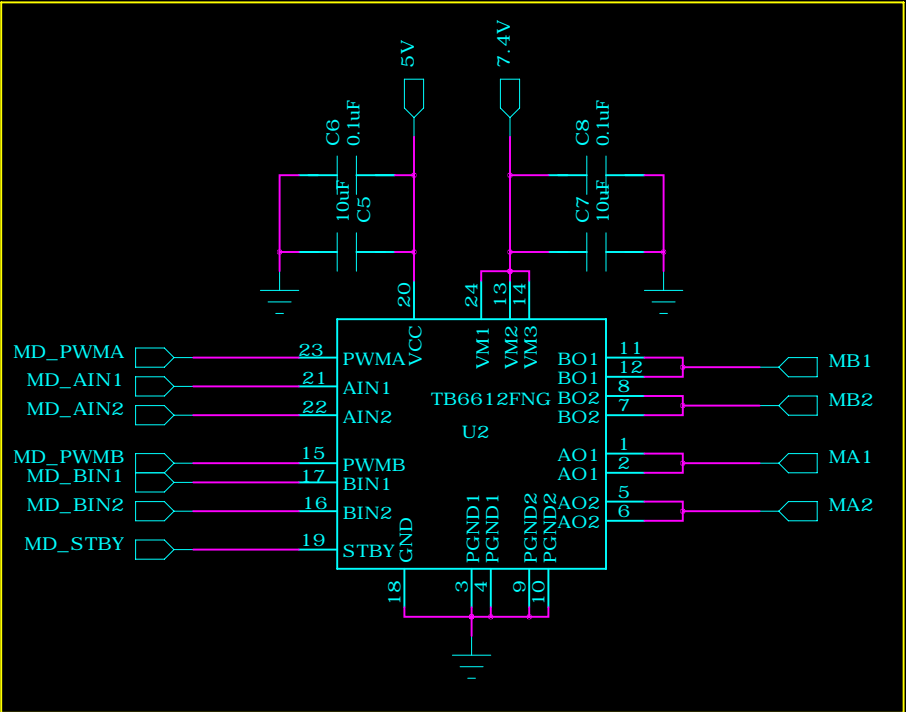 5V
7.4V
C6
0.1uF
C8
0.1uF
10uF
C5
C7
10uF
20
24
13
14
VCC
VM1
VM2
VM3
MD_PWMA
23
PWMA
MD_AIN1
21
AIN1
MD_AIN2
22
AIN2
MD_PWMB
15
PWMB
MD_BIN1
17
BIN1
MD_BIN2
16
BIN2
MD_STBY
19
STBY
TB6612FNG
U2
BO1
11
BO1
12
MB1
BO2
8
BO2
7
MB2
AO1
1
AO1
2
MA1
AO2
5
AO2
6
MA2
GND
PGND1
PGND1
PGND2
PGND2
18
3
4
9
10